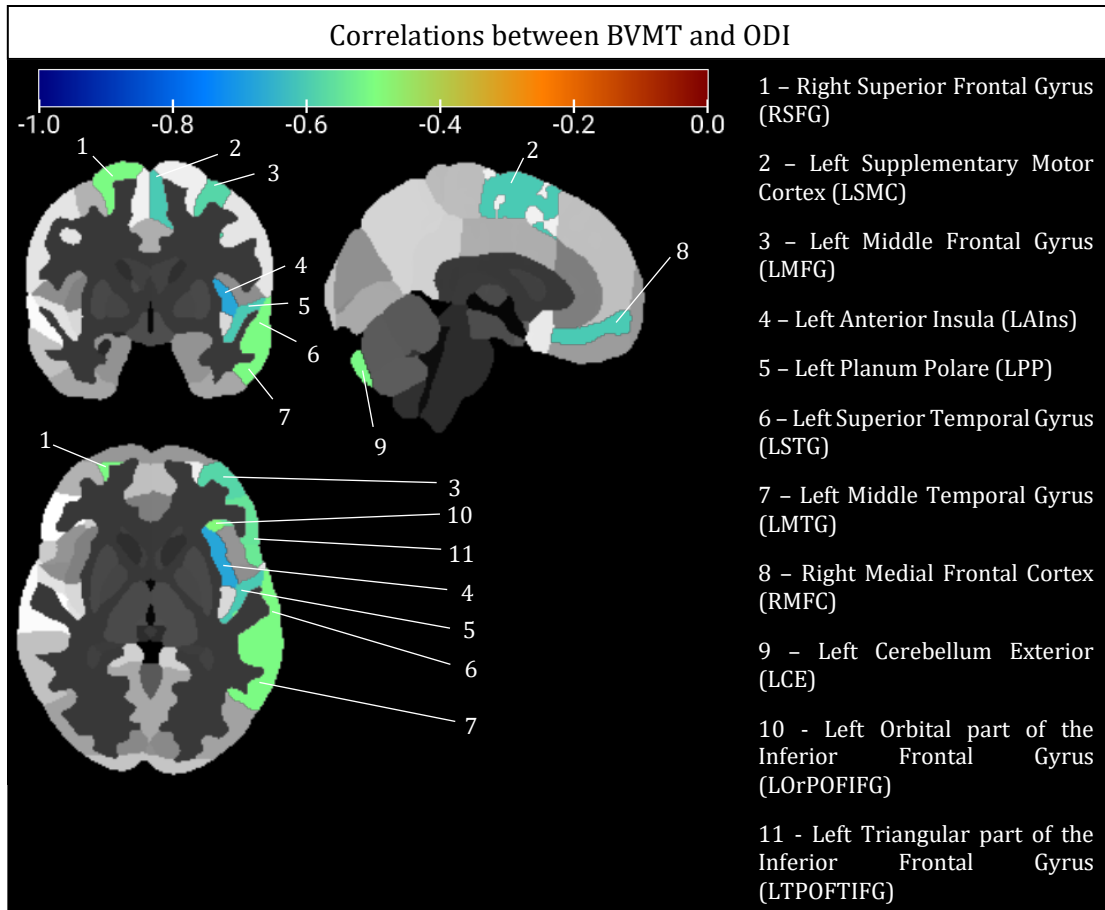 Correlations between BVMT and ODI
-1.0 -0.8 -0.6 -0.4 -0.2 0.0
1
2
3
4
5
6
7
2
8
9
1
3
10
11
4
5
6
7
1 – Right Superior Frontal Gyrus
(RSFG)
2 – Left Supplementary Motor
Cortex (LSMC)
3 – Left Middle Frontal Gyrus
(LMFG)
4 – Left Anterior Insula (LAIns)
5 – Left Planum Polare (LPP)
6 – Left Superior Temporal Gyrus
(LSTG)
7 – Left Middle Temporal Gyrus
(LMTG)
8 – Right Medial Frontal Cortex
(RMFC)
9 – Left Cerebellum Exterior
(LCE)
10 - Left Orbital part of the
Inferior Frontal Gyrus
(LOrPOFIFG)
11 - Left Triangular part of the
Inferior Frontal Gyrus
(LTPOFTIFG)